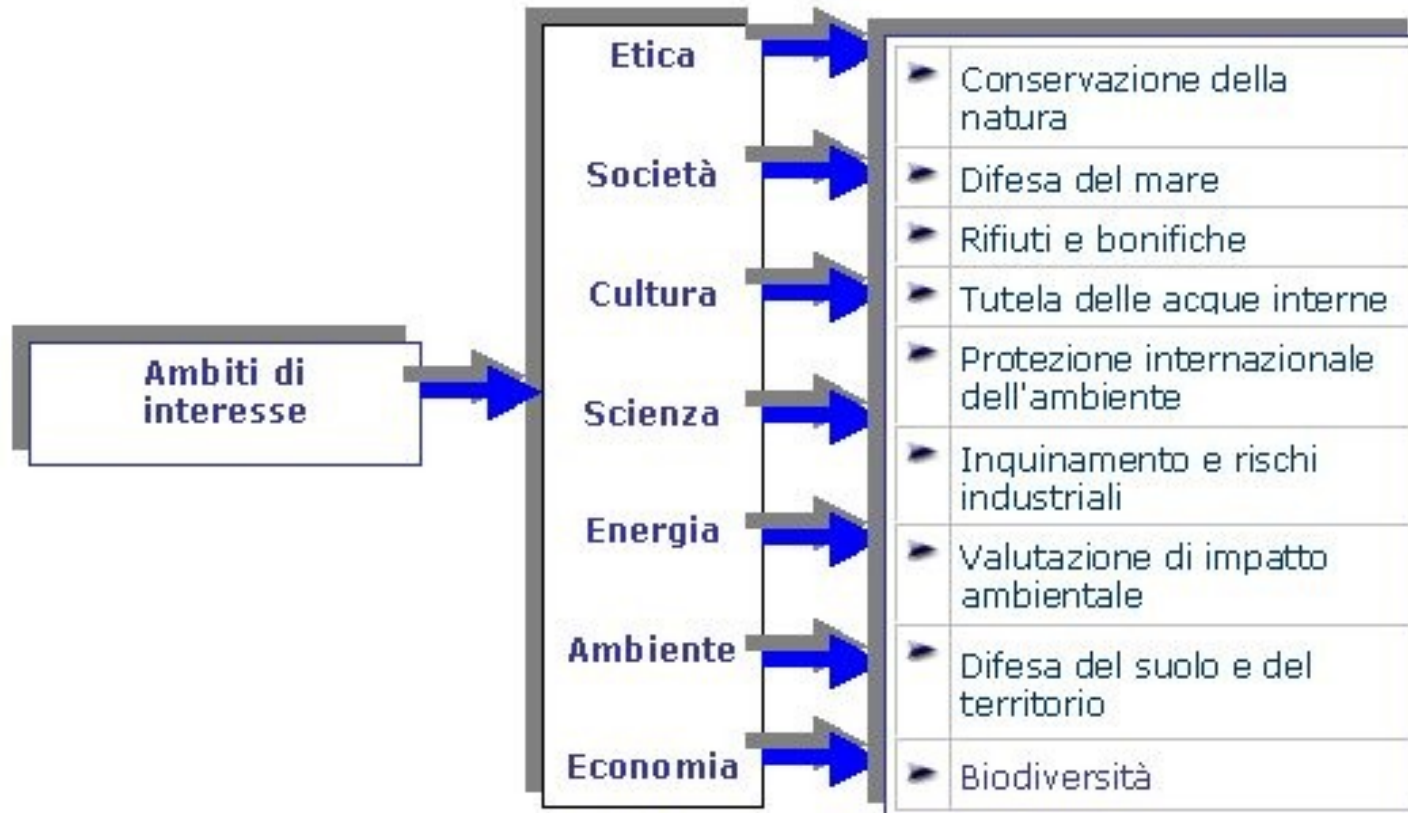 Ambiti di
interesse
Etica
Società
Cultura
Scienza
Energia
Ambiente
Economia
Conservazione della
natura
Difesa del mare
Rifiuti e bonifiche
Tutela delle acque interne
Protezione internazionale
dell'ambiente
Inquinamento e rischi
industriali
Valutazione di impatto
ambientale
Difesa del suolo e del
territorio
Biodiversità